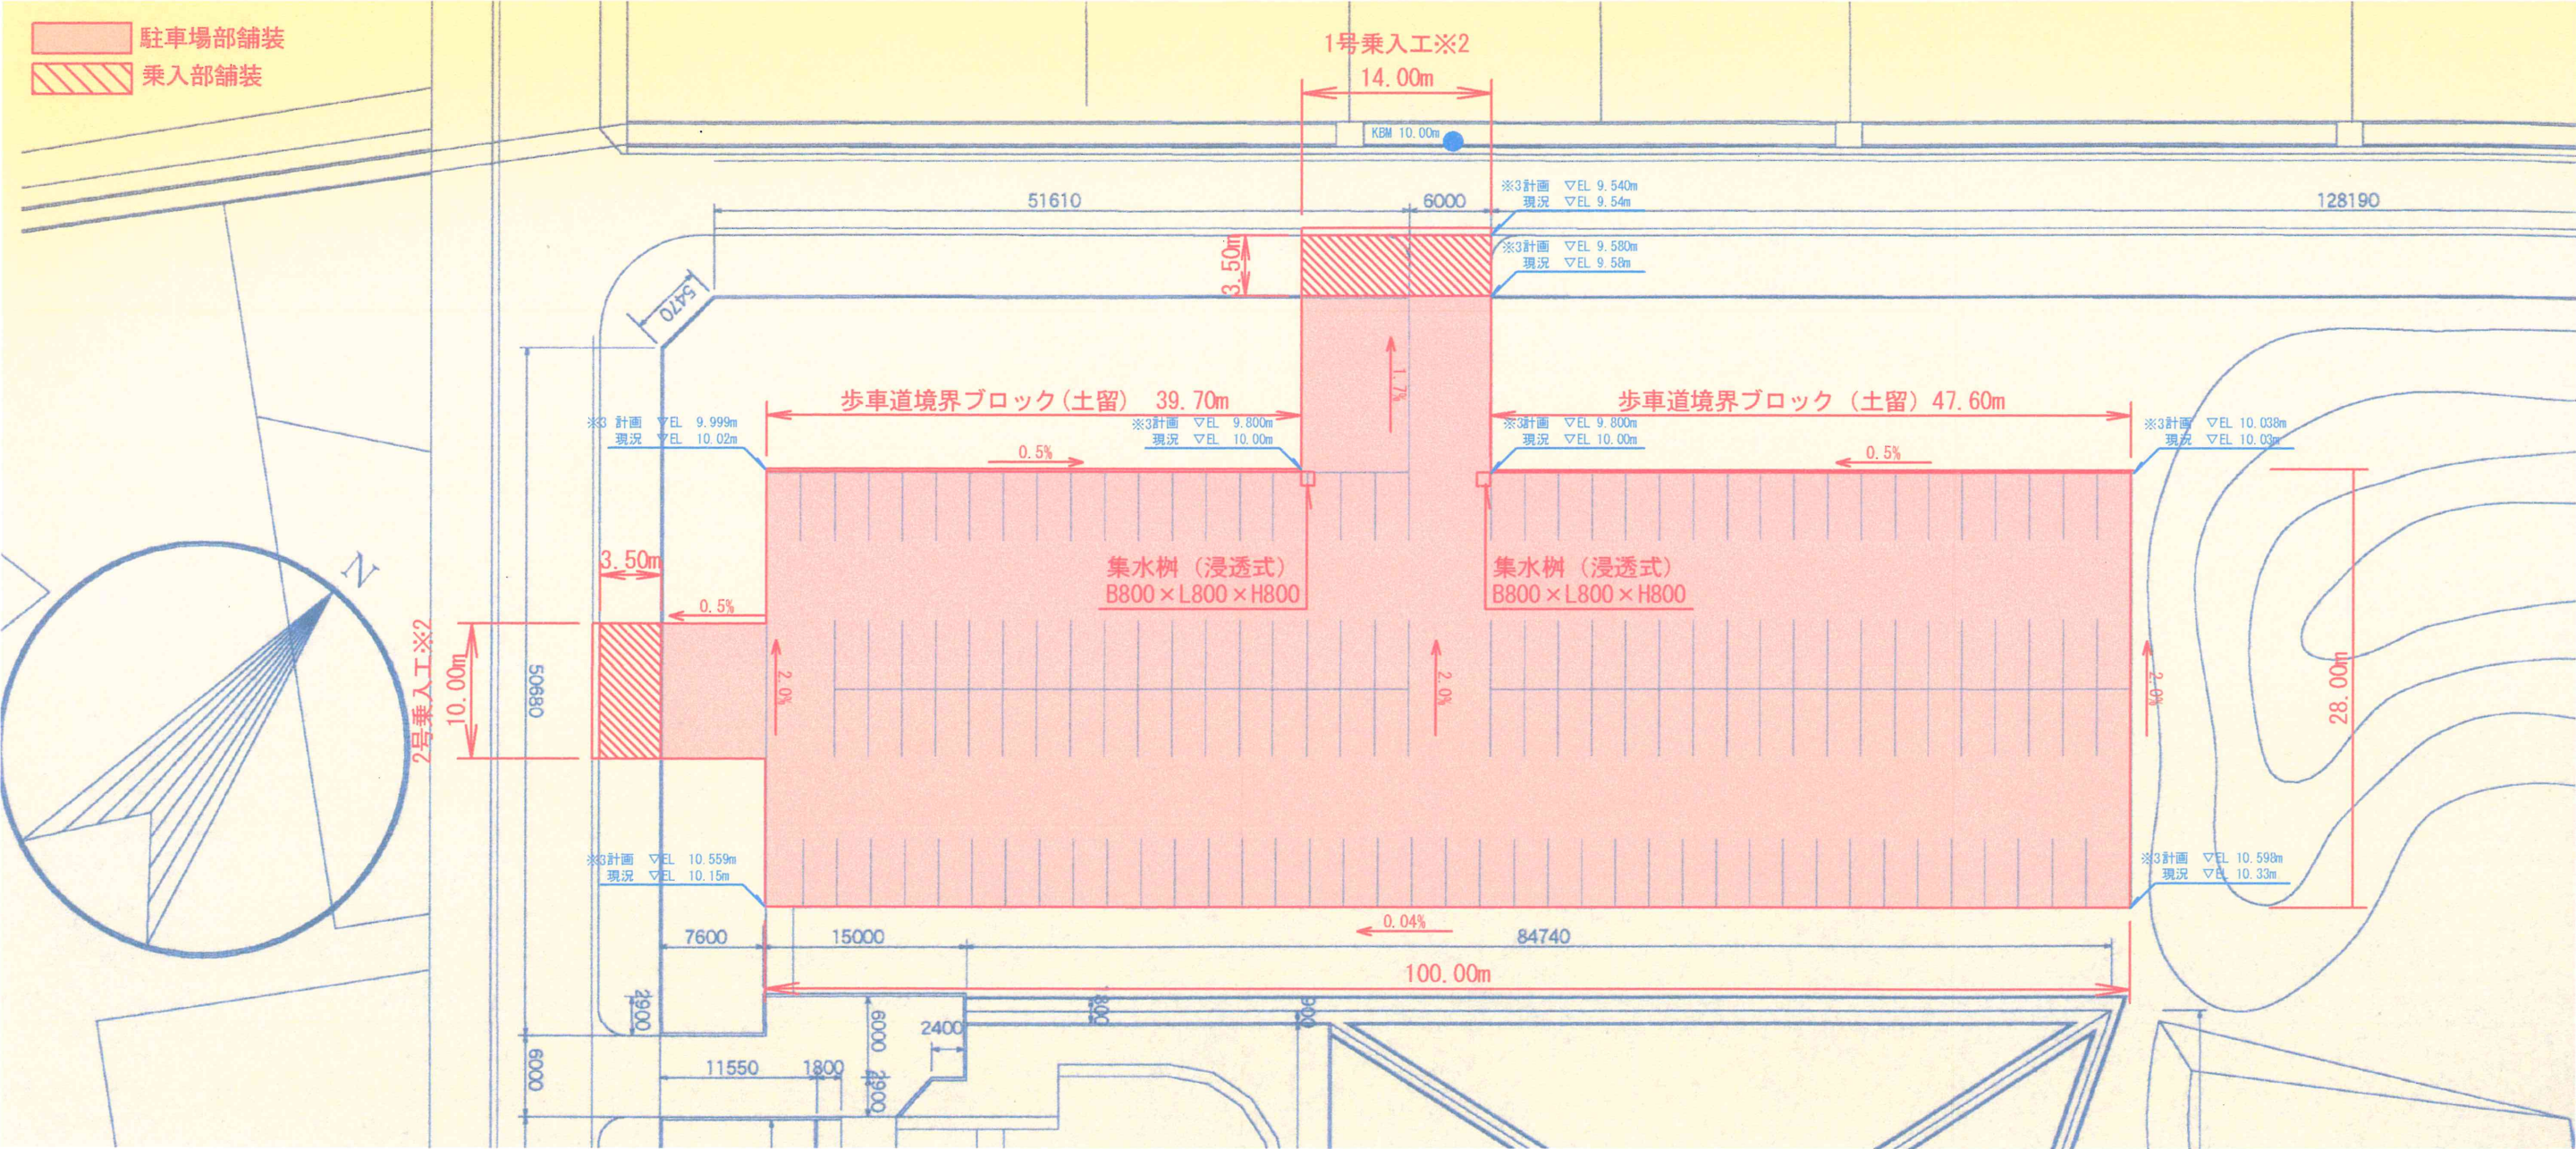 駐車場部舗装
乗入部舗装
1号乗入工※2
14.00m
KBM 10.00m
51610
6000
128190
※3計画 ▽EL 9.540m
現況 ▽EL 9.54m
※3計画 ▽EL 9.580m
現況 ▽EL 9.58m
3.50m
5470
1.7%
歩車道境界ブロック(土留) 39.70m
歩車道境界ブロック(土留) 47.60m
※3 計画 ▽EL 9.999m
現況 ▽EL 10.02m
※3計画 ▽EL 9.800m
現況 ▽EL 10.00m
※3計画 ▽EL 9.800m
現況 ▽EL 10.00m
※3計画 ▽EL 10.038m
現況 ▽EL 10.03m
0.5%
0.5%
N
3.50m
0.5%
集水桝(浸透式)
B800×L800×H800
集水桝(浸透式)
B800×L800×H800
2号乗入工※2
10.00m
50680
2.0%
2.0%
2.0%
28.00m
※3計画 ▽EL 10.559m
現況 ▽EL 10.15m
※3計画 ▽EL 10.598m
現況 ▽EL 10.33m
0.04%
7600
15000
84740
100.00m
2900
6000
2400
1800
900
6000
11550
1800
2900